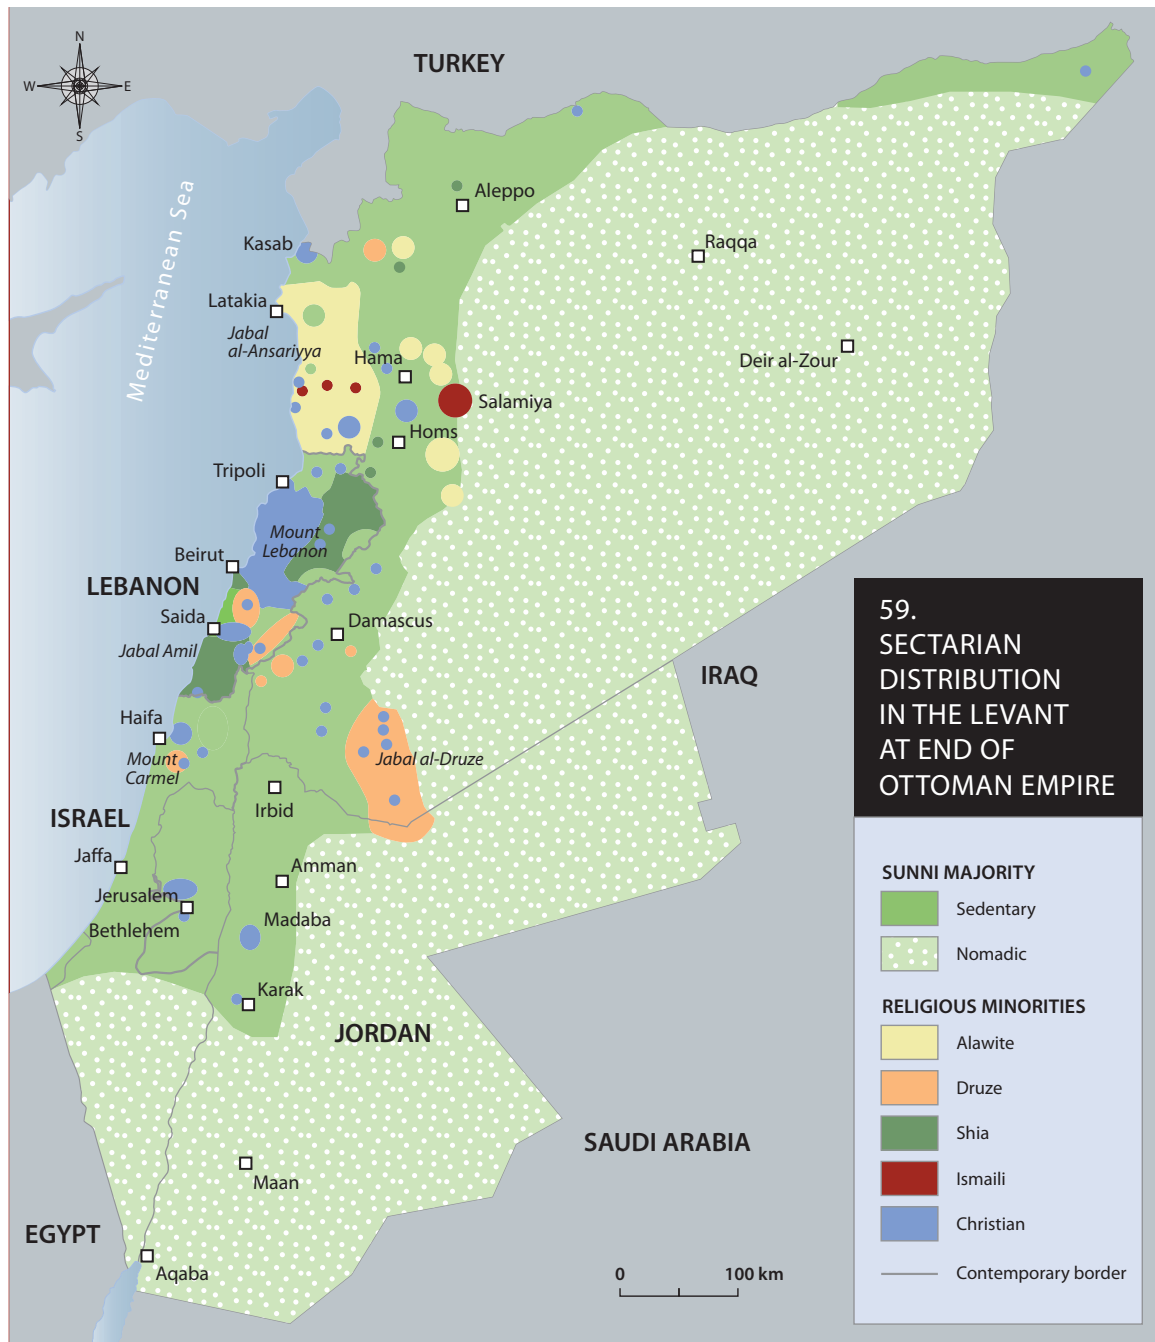 N
W
E
S
TURKEY
Mediterranean Sea
Aleppo
Kasab
Raqqa
Latakia
Jabal
al-Ansariyya
Hama
Deir al-Zour
Salamiya
Homs
Tripoli
Mount
Lebanon
Beirut
LEBANON
Saida
Damascus
Jabal Amil
IRAQ
Haifa
Mount
Carmel
Jabal al-Druze
Irbid
ISRAEL
Jaffa
Amman
Jerusalem
Madaba
Bethlehem
Karak
JORDAN
SAUDI ARABIA
Maan
EGYPT
Aqaba
0
100 km
59.
SECTARIAN
DISTRIBUTION
IN THE LEVANT
AT END OF
OTTOMAN EMPIRE
SUNNI MAJORITY
Sedentary
Nomadic
RELIGIOUS MINORITIES
Alawite
Druze
Shia
Ismaili
Christian
Contemporary border